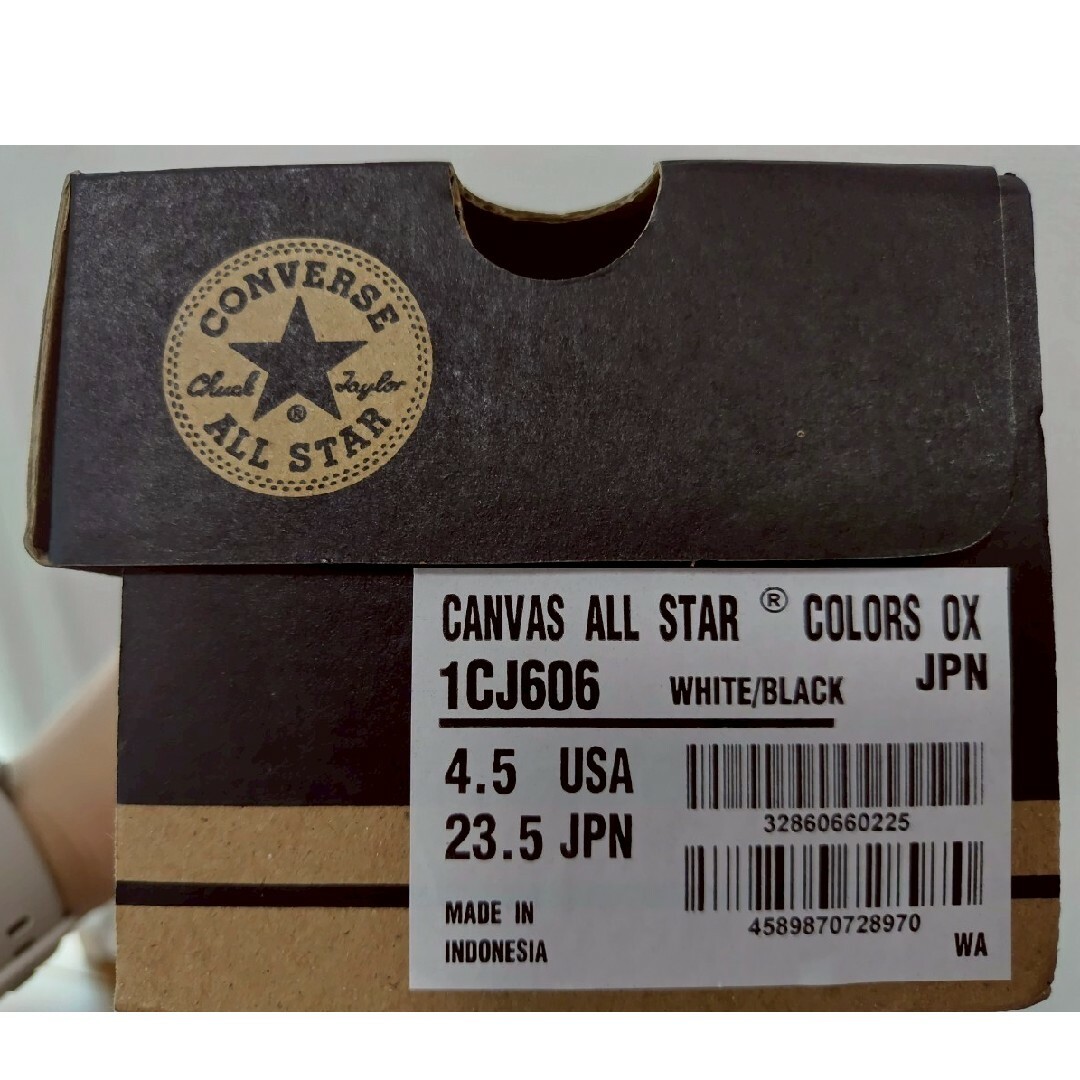 CONVERSE
Chuck Taylor
®
ALL STAR
CANVAS ALL STAR ® COLORS OX
1CJ606 WHITE/BLACK JPN
4.5 USA
23.5 JPN
32860660225
4589870728970
MADE IN
INDONESIA
WA